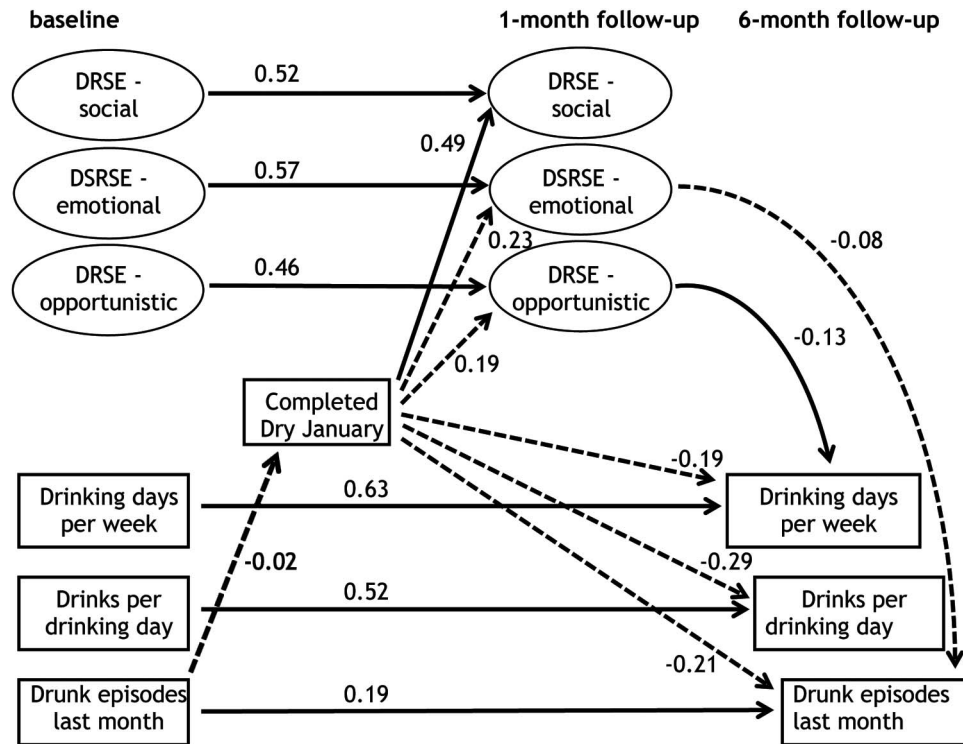 baseline
1-month follow-up
6-month follow-up
DRSE -
social
0.52
DRSE -
social
0.49
DSRSE -
emotional
0.57
DSRSE -
emotional
0.23
-0.08
DRSE -
opportunistic
0.46
DRSE -
opportunistic
0.19
-0.13
Completed
Dry January
-0.19
Drinking days
per week
0.63
Drinking days
per week
-0.02
-0.29
Drinks per
drinking day
0.52
Drinks per
drinking day
-0.21
Drunk episodes
last month
0.19
Drunk episodes
last month